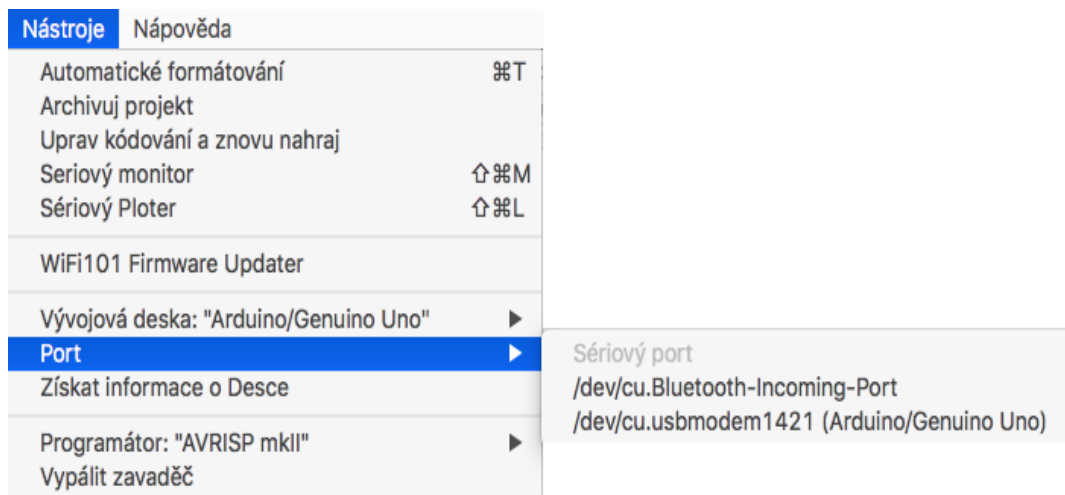 Nástroje Nápověda
Automatické formátování ⌘T
Archivuj projekt
Uprav kódování a znovu nahraj
Seriový monitor ⇧⌘M
Sériový Ploter ⇧⌘L
WiFi101 Firmware Updater
Vývojová deska: "Arduino/Genuino Uno" ▶
Port ▶
Získat informace o Desce
Programátor: "AVRISP mkII" ▶
Vypálit zavaděč
Sériový port
/dev/cu.Bluetooth-Incoming-Port
/dev/cu.usbmodem1421 (Arduino/Genuino Uno)